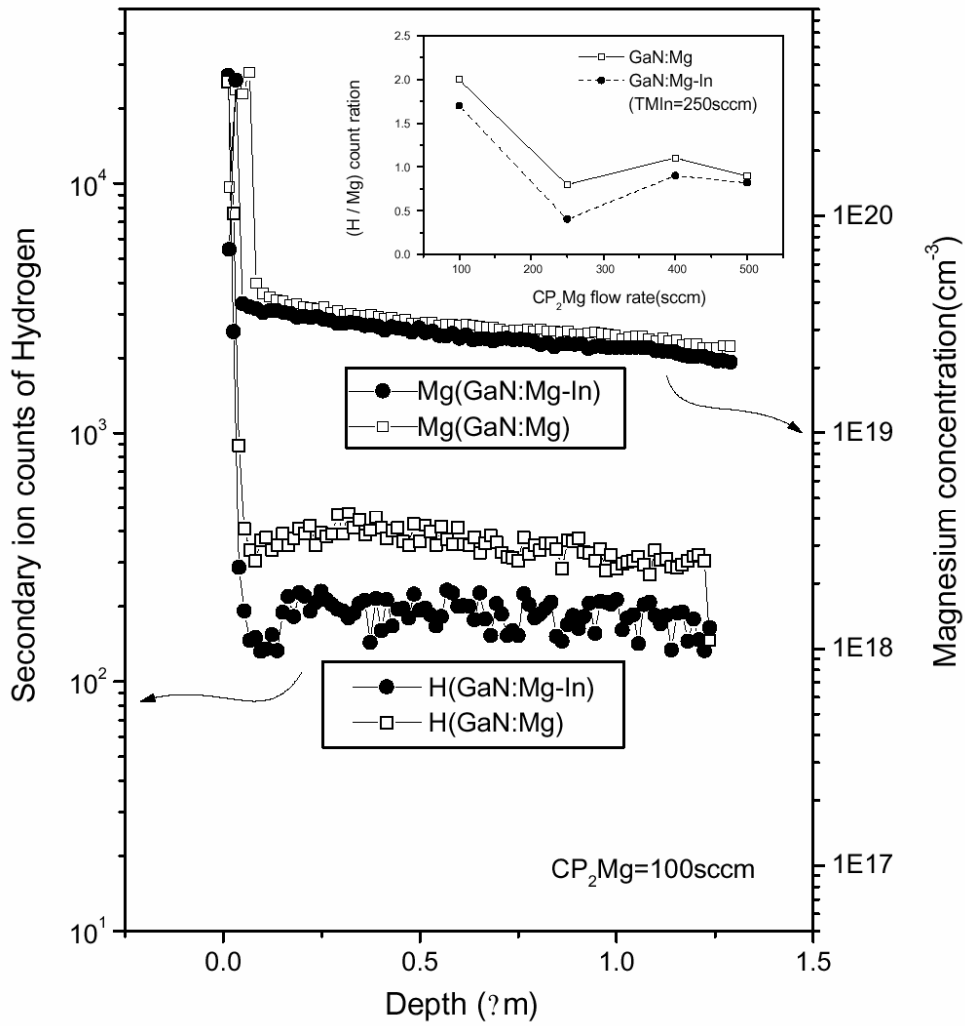 2.5
2.0
1.5
1.0
0.5
0.0
100
200
300
400
500
(H / Mg) count ration
CP2Mg flow rate(sccm)
GaN:Mg
GaN:Mg-In
(TMIn=250sccm)
10^4
10^3
10^2
10^1
Secondary ion counts of Hydrogen
1E20
1E19
1E18
1E17
Magnesium concentration(cm^-3)
Mg(GaN:Mg-In)
Mg(GaN:Mg)
H(GaN:Mg-In)
H(GaN:Mg)
CP2Mg=100sccm
0.0
0.5
1.0
1.5
Depth (?m)